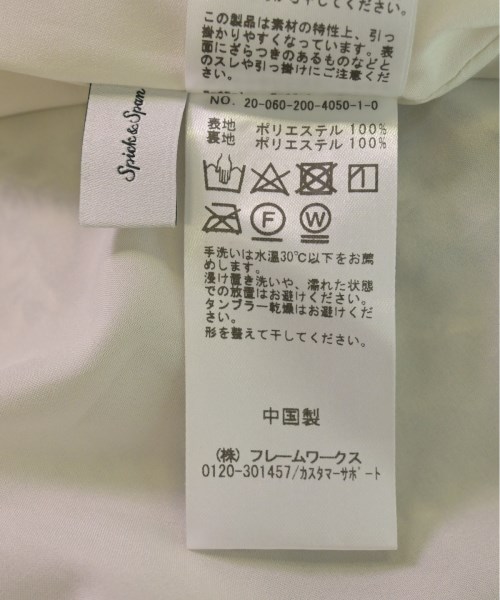 てください。
この製品は素材の特性上、引っ
掛かりやすくなっています。表
面にざらつきのあるものなどと
のスレや引っ掛けにご注意くだ
さい。
Spick & Span
NO. 20-060-200-4050-1-0
表地 ポリエステル 100%
裏地 ポリエステル 100%
F W
手洗いは水温30℃以下をお薦
めします。
浸け置き洗いや、濡れた状態
での放置はお避けください。
タンブラー乾燥はお避けくだ
さい。
形を整えて干してください。
中国製
(株) フレームワークス
0120-301457/カスタマーサポート